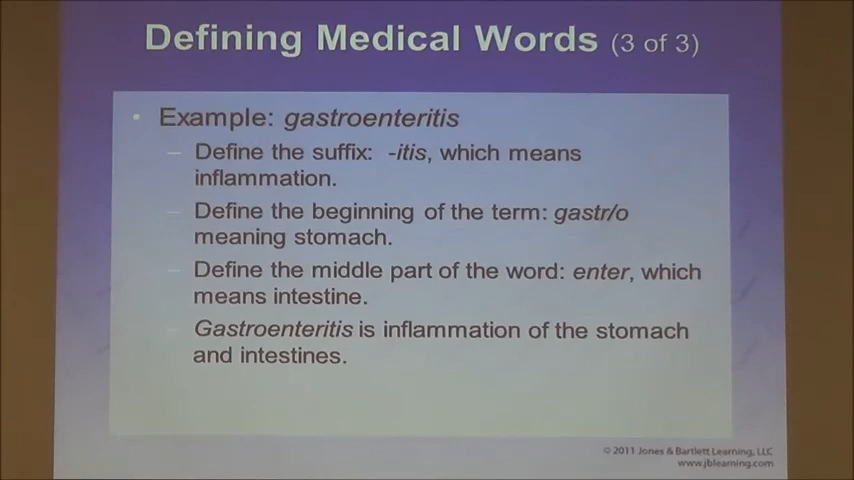 Defining Medical Words (3 of 3)
• Example: gastroenteritis
– Define the suffix: -itis, which means
inflammation.
– Define the beginning of the term: gastr/o
meaning stomach.
– Define the middle part of the word: enter, which
means intestine.
– Gastroenteritis is inflammation of the stomach
and intestines.
© 2011 Jones & Bartlett Learning, LLC
www.jblearning.com